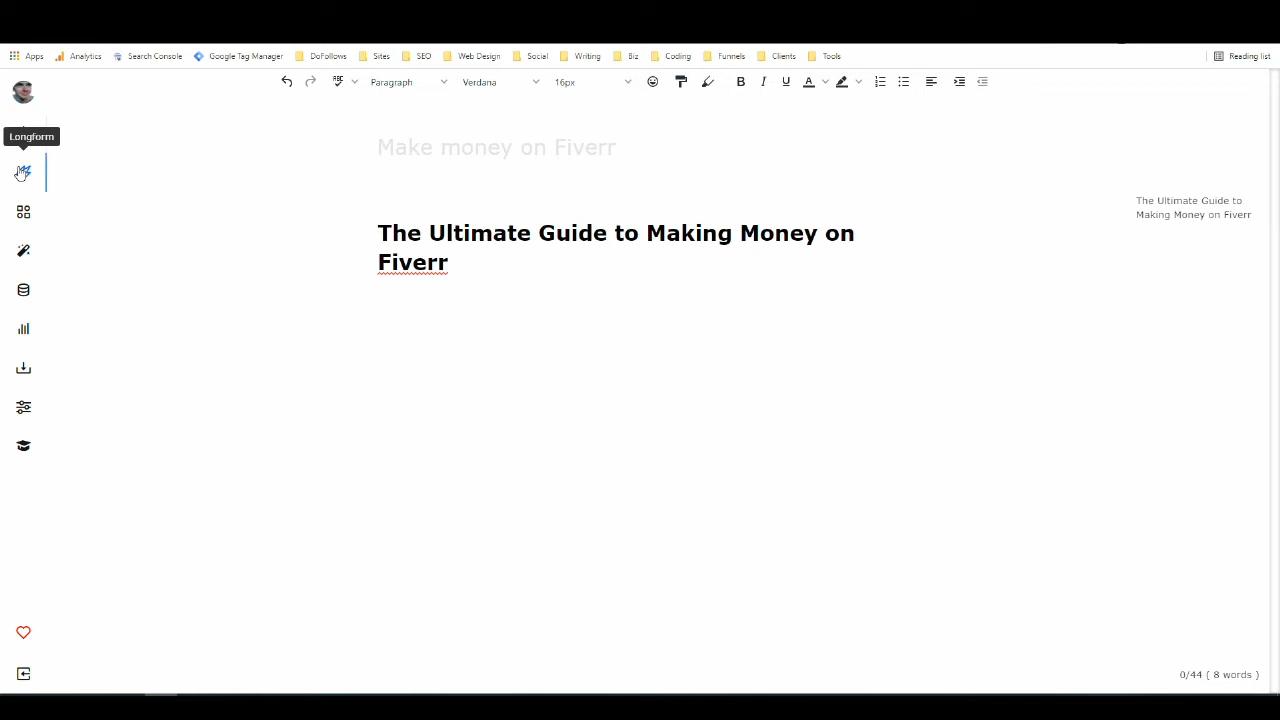 Apps Analytics Search Console Google Tag Manager DoFollows Sites SEO Web Design Social Writing Biz Coding Funnels Clients Tools Reading list
ABC Paragraph Verdana 16px B I U A
Longform
Make money on Fiverr
The Ultimate Guide to
Making Money on Fiverr
The Ultimate Guide to Making Money on
Fiverr
0/44 ( 8 words )